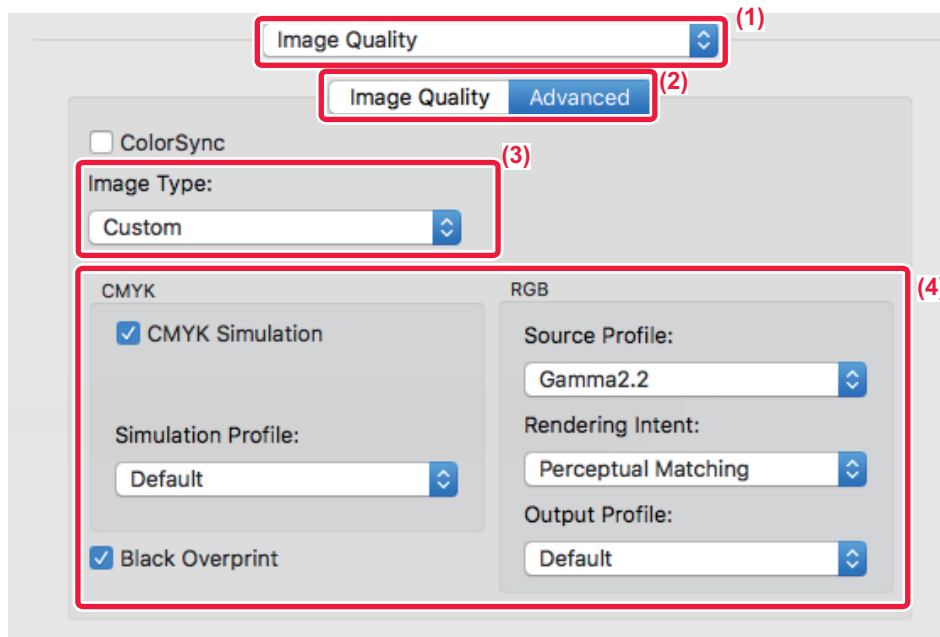 (1)
Image Quality
(2)
Image Quality Advanced
ColorSync
(3)
Image Type:
Custom
(4)
CMYK
CMYK Simulation
Simulation Profile:
Default
Black Overprint
RGB
Source Profile:
Gamma2.2
Rendering Intent:
Perceptual Matching
Output Profile:
Default